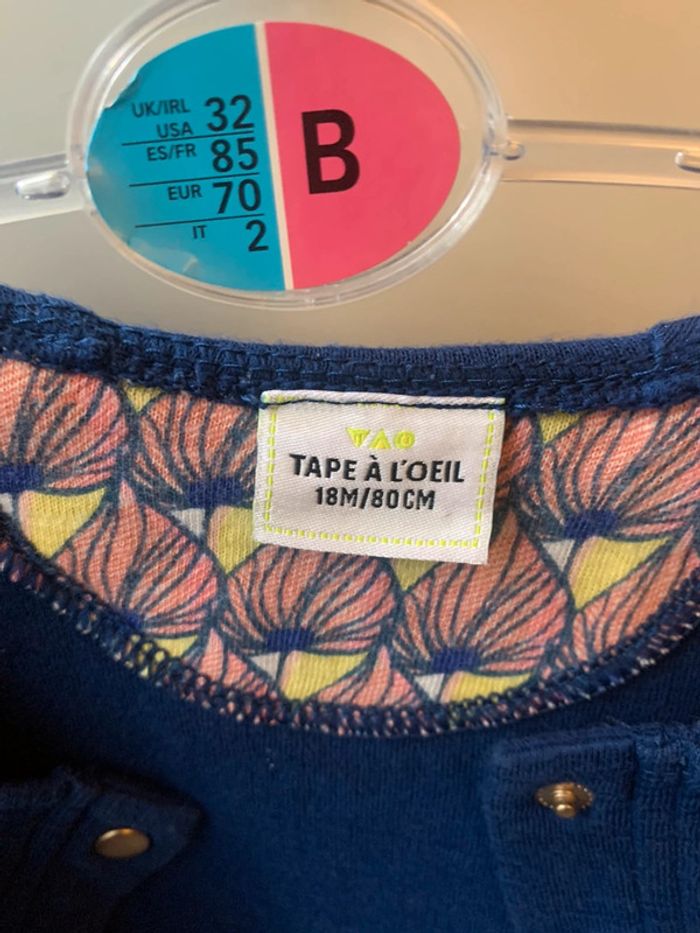 UK/IRL
USA 32
ES/FR 85
EUR 70
IT 2
B
TAO
TAPE À L'OEIL
18M/80CM